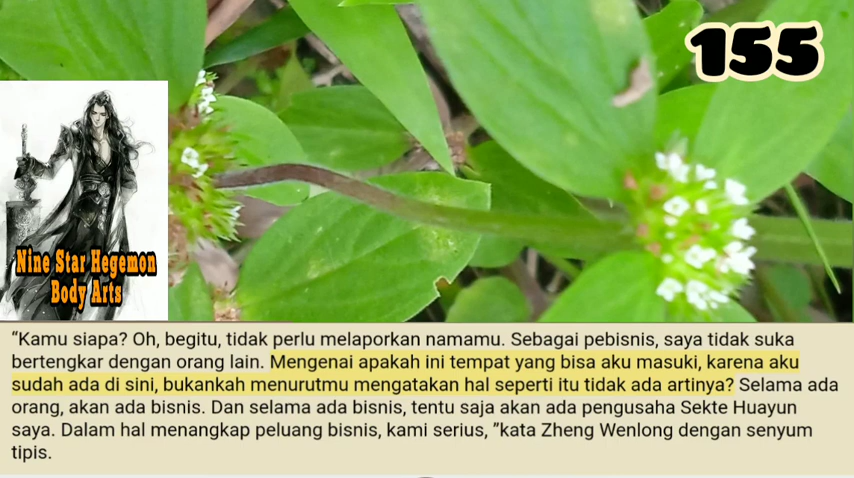 155
Nine Star Hegemon
Body Arts
“Kamu siapa? Oh, begitu, tidak perlu melaporkan namamu. Sebagai pebisnis, saya tidak suka
bertengkar dengan orang lain. Mengenai apakah ini tempat yang bisa aku masuki, karena aku
sudah ada di sini, bukankah menurutmu mengatakan hal seperti itu tidak ada artinya? Selama ada
orang, akan ada bisnis. Dan selama ada bisnis, tentu saja akan ada pengusaha Sekte Huayun
saya. Dalam hal menangkap peluang bisnis, kami serius, ”kata Zheng Wenlong dengan senyum
tipis.